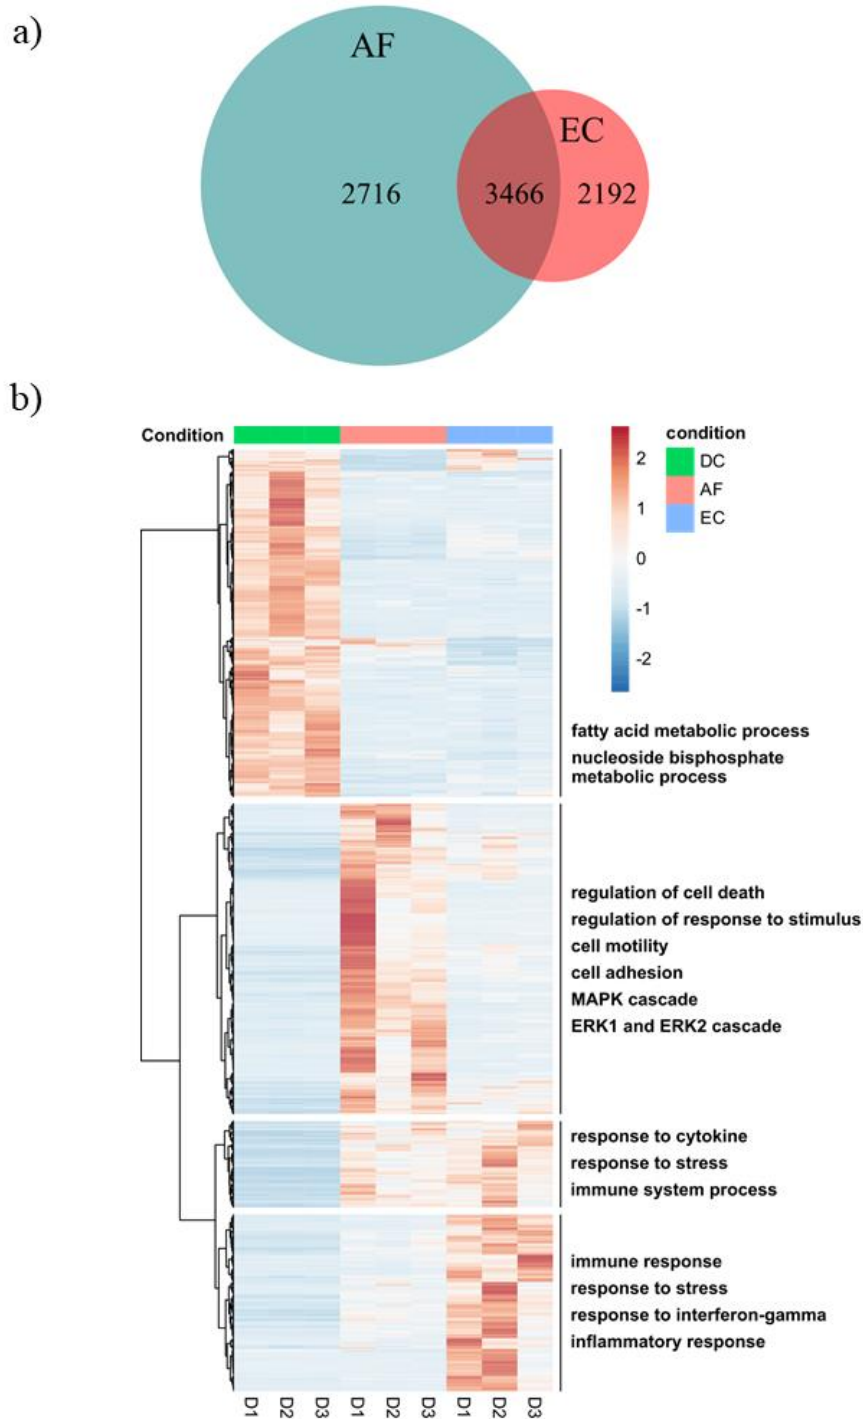 a)
AF
EC
2716
3466
2192
b)
Condition
condition
DC
AF
EC
2
1
0
-1
-2
fatty acid metabolic process
nucleoside bisphosphate
metabolic process
regulation of cell death
regulation of response to stimulus
cell motility
cell adhesion
MAPK cascade
ERK1 and ERK2 cascade
response to cytokine
response to stress
immune system process
immune response
response to stress
response to interferon-gamma
inflammatory response
D1 D2 D3 D1 D2 D3 D1 D2 D3